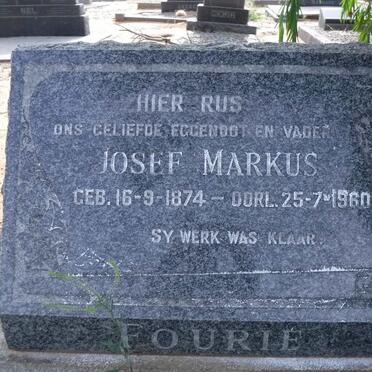 NEL
HIER RUS
ONS GELIEFDE EGGENOOT EN VADER
JOSEF MARKUS
GEB. 16-9-1874 — OORL. 25-7-1960
SY WERK WAS KLAAR.
FOURIE